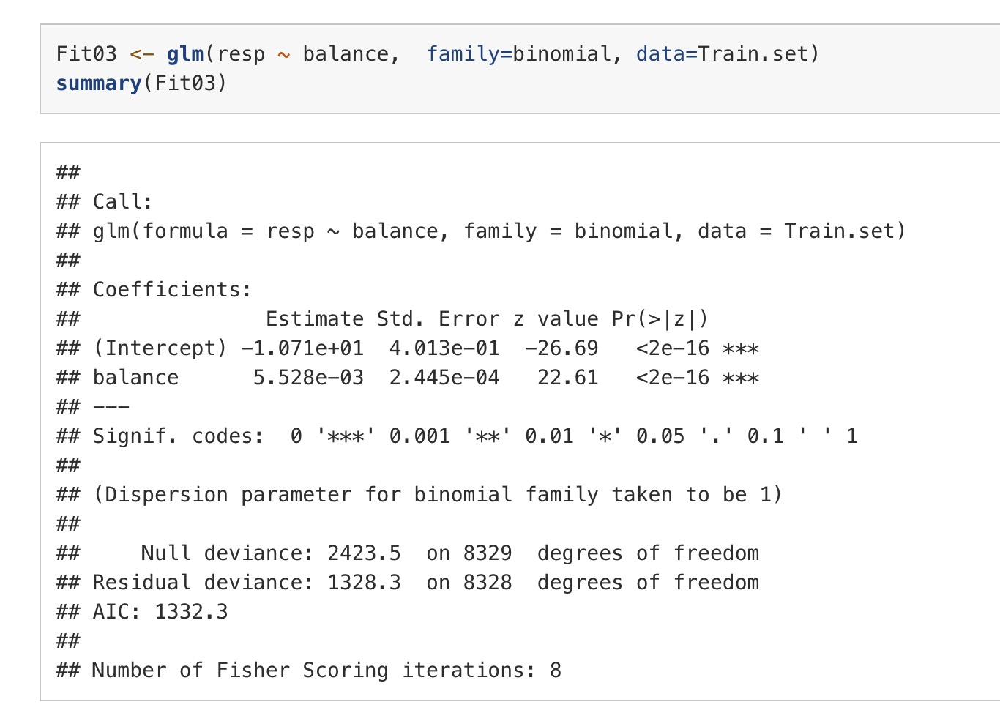 Fit03 <- glm(resp ~ balance,  family=binomial, data=Train.set)
summary(Fit03)
##
## Call:
## glm(formula = resp ~ balance, family = binomial, data = Train.set)
##
## Coefficients:
##               Estimate Std. Error z value Pr(>|z|)
## (Intercept) -1.071e+01  4.013e-01  -26.69   <2e-16 ***
## balance      5.528e-03  2.445e-04   22.61   <2e-16 ***
## ---
## Signif. codes:  0 '***' 0.001 '**' 0.01 '*' 0.05 '.' 0.1 ' ' 1
##
## (Dispersion parameter for binomial family taken to be 1)
##
##     Null deviance: 2423.5  on 8329  degrees of freedom
## Residual deviance: 1328.3  on 8328  degrees of freedom
## AIC: 1332.3
##
## Number of Fisher Scoring iterations: 8